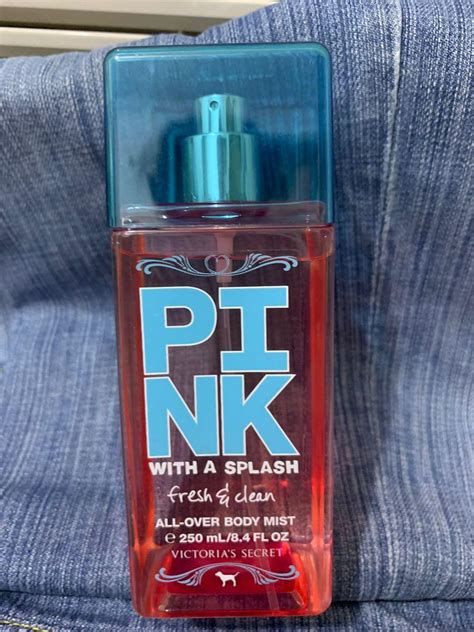 PI
NK
WITH A SPLASH
fresh & clean
ALL-OVER BODY MIST
℮ 250 mL/8.4 FL OZ
VICTORIA'S SECRET